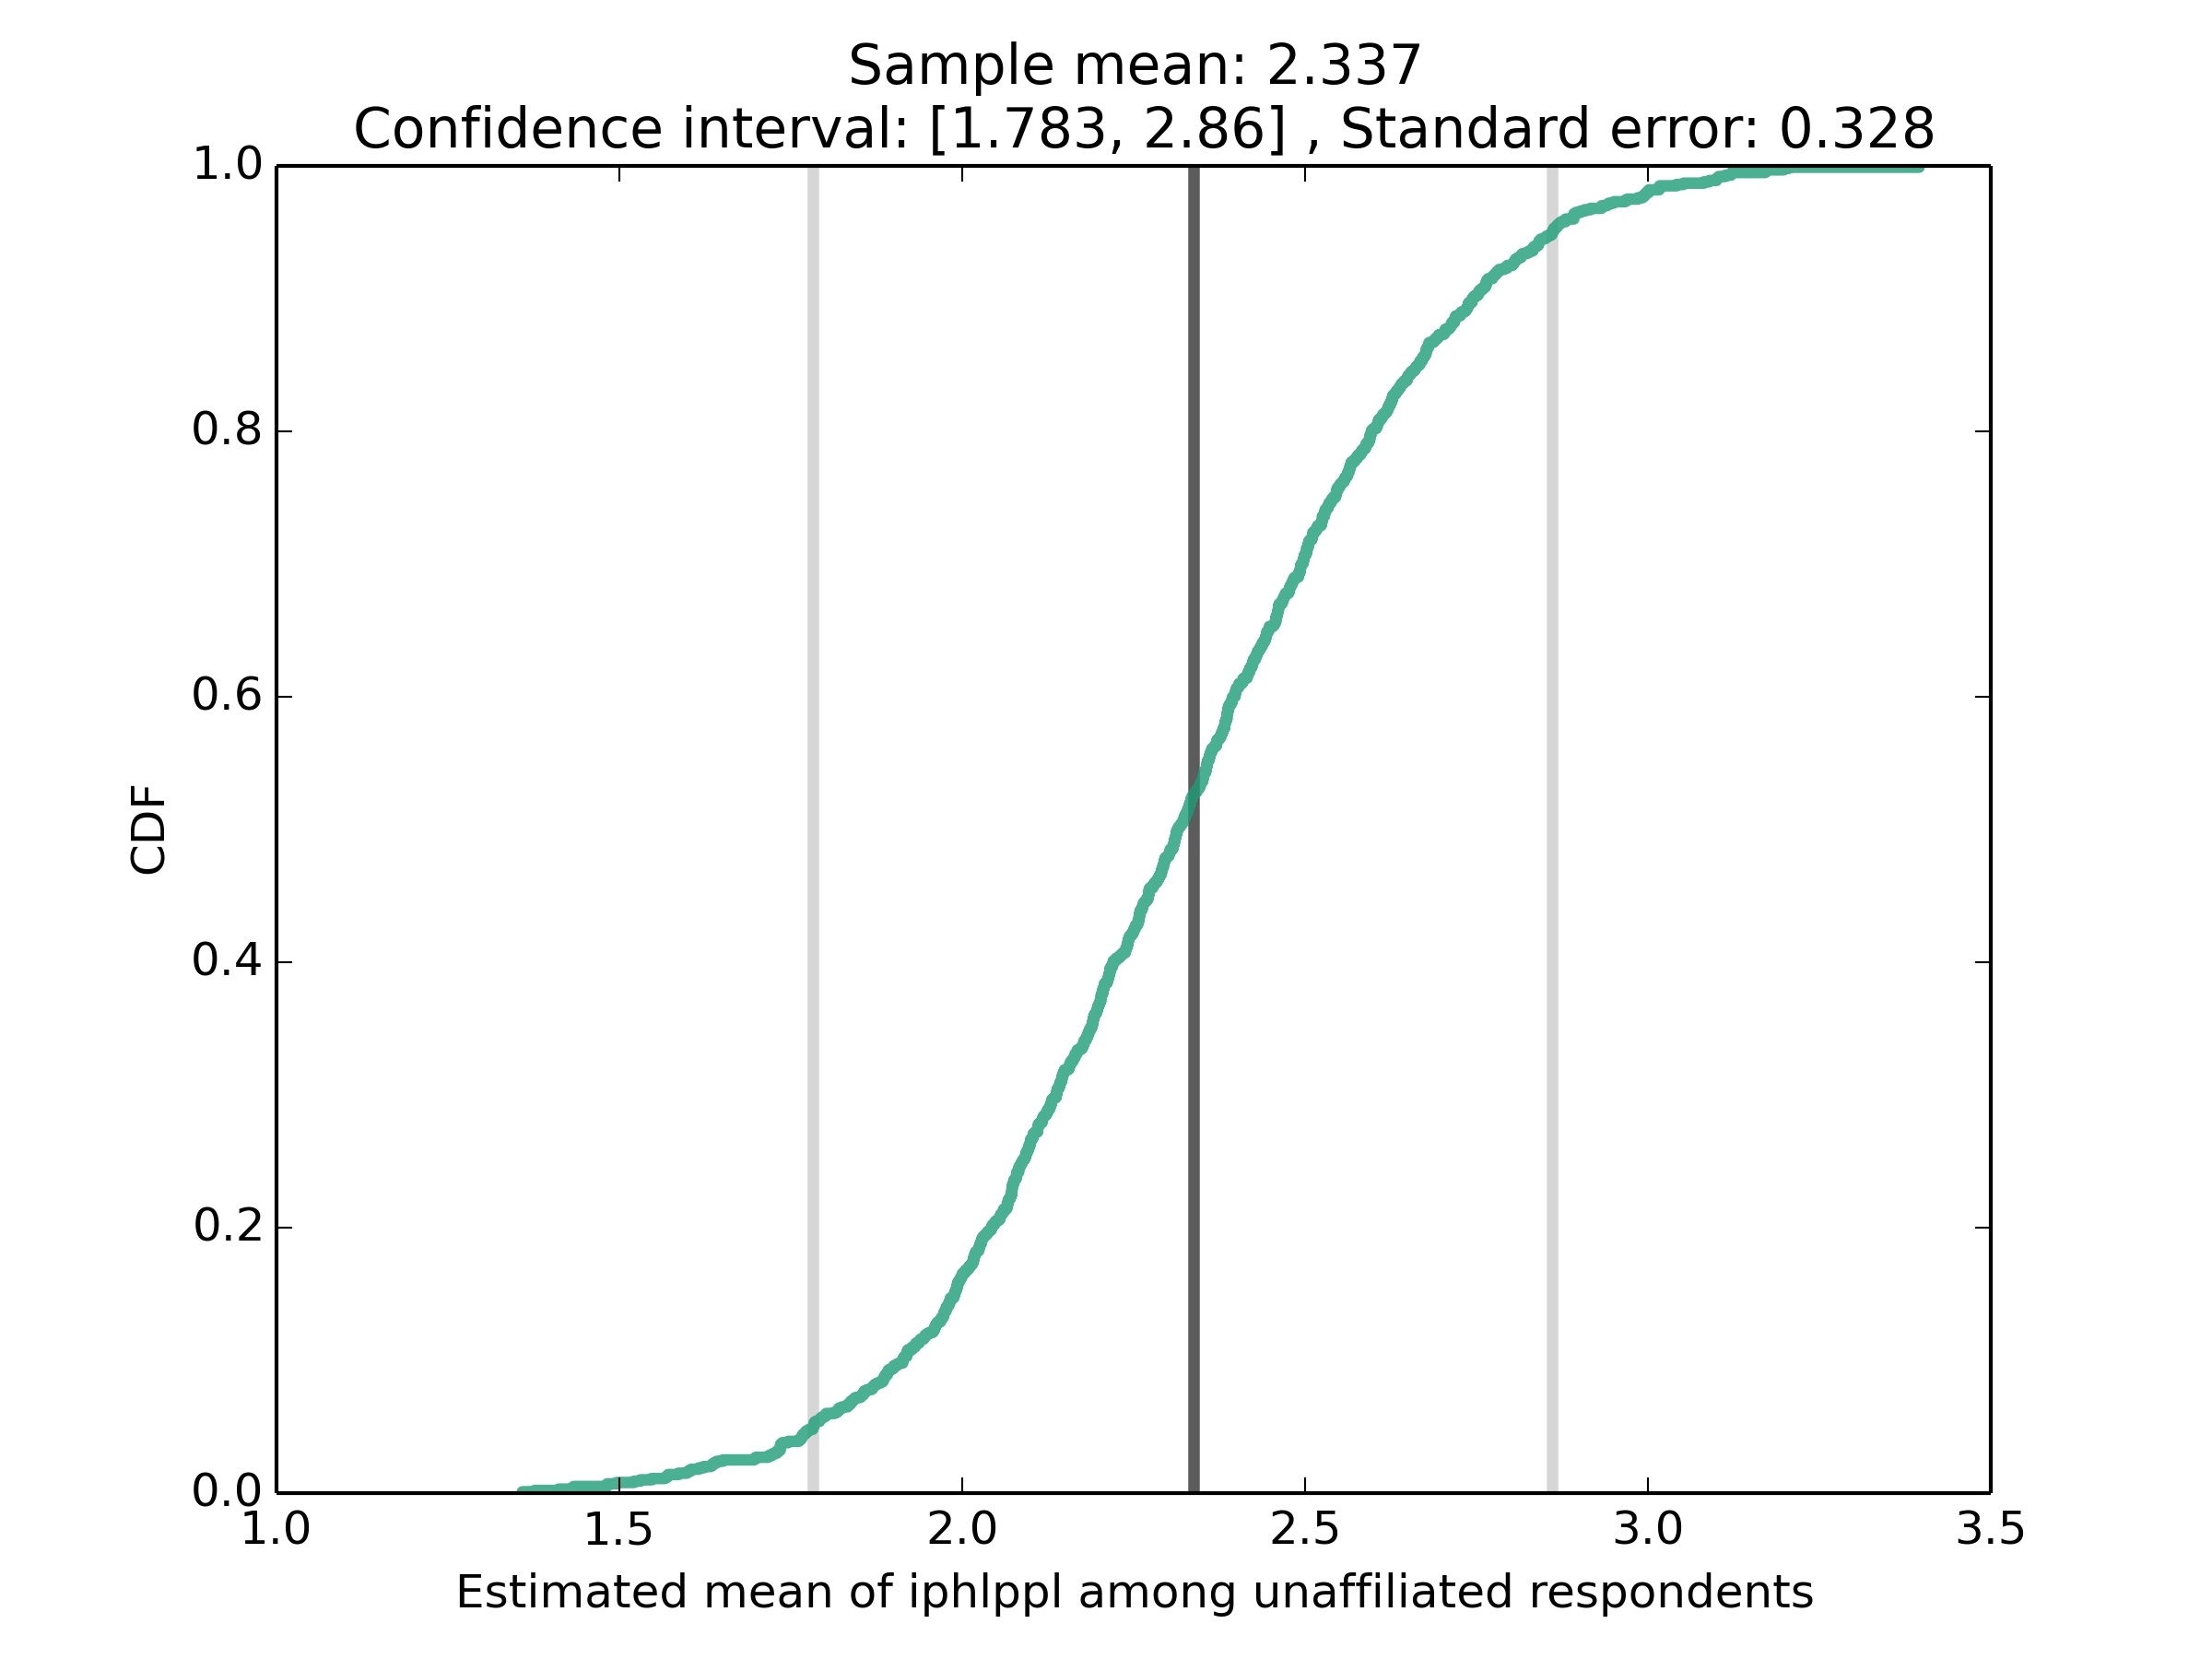 Sample mean: 2.337
Confidence interval: [1.783, 2.86] , Standard error: 0.328
1.0
0.8
0.6
0.4
0.2
0.0
CDF
1.0 1.5 2.0 2.5 3.0 3.5
Estimated mean of iphlppl among unaffiliated respondents